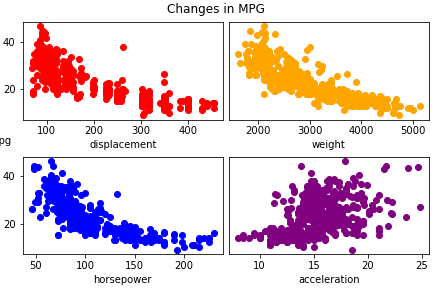 Changes in MPG
40
20
100 200 300 400
displacement
2000 3000 4000 5000
weight
pg
40
20
50 100 150 200
horsepower
10 15 20 25
acceleration